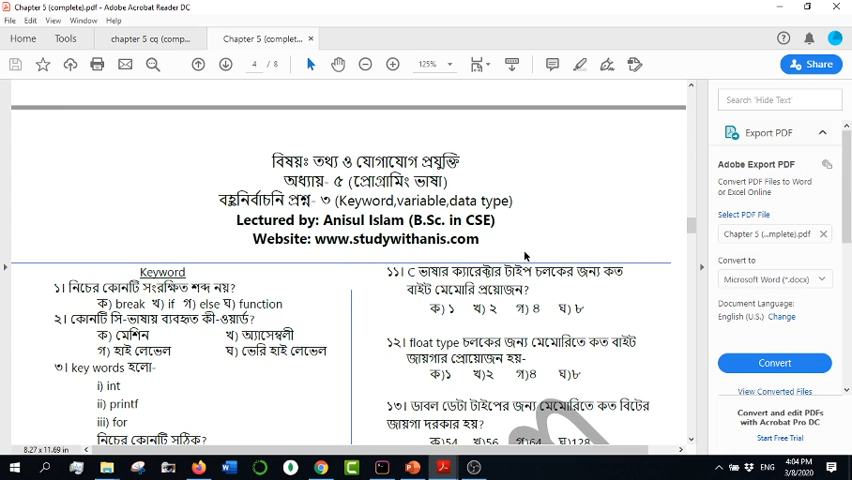 Chapter 5 (complete).pdf - Adobe Acrobat Reader DC
File Edit View Window Help
Home Tools chapter 5 cq (comp... Chapter 5 (complet... ×
4 / 8 125% Share
বিষয়ঃ তথ্য ও যোগাযোগ প্রযুক্তি
অধ্যায়- ৫ (প্রোগ্রামিং ভাষা)
বহুনির্বাচনি প্রশ্ন- ৩ (Keyword,variable,data type)
Lectured by: Anisul Islam (B.Sc. in CSE)
Website: www.studywithanis.com
Keyword
১। নিচের কোনটি সংরক্ষিত শব্দ নয়?
ক) break খ) if গ) else ঘ) function
২। কোনটি সি-ভাষায় ব্যবহৃত কী-ওয়ার্ড?
ক) মেশিন খ) অ্যাসেম্বলী
গ) হাই লেভেল ঘ) ভেরি হাই লেভেল
৩। key words হলো-
i) int
ii) printf
iii) for
নিচের কোনটি সঠিক?
১১। C ভাষার ক্যারেক্টার টাইপ চলকের জন্য কত
বাইট মেমোরি প্রয়োজন?
ক) ১ খ) ২ গ) ৪ ঘ) ৮
১২। float type চলকের জন্য মেমোরিতে কত বাইট
জায়গার প্রোয়োজন হয়-
ক)১ খ)২ গ)৪ ঘ)৮
১৩। ডাবল ডেটা টাইপের জন্য মেমোরিতে কত বিটের
জায়গা দরকার হয়?
ক)54 খ)56 গ)64 ঘ)128
8.27 x 11.69 in
Search 'Hide Text'
Export PDF
Adobe Export PDF
Convert PDF Files to Word
or Excel Online
Select PDF File
Chapter 5 (...mplete).pdf
Convert to
Microsoft Word (*.docx)
Document Language:
English (U.S.) Change
Convert
View Converted Files
Convert and edit PDFs
with Acrobat Pro DC
Start Free Trial
ENG
4:04 PM
3/8/2020